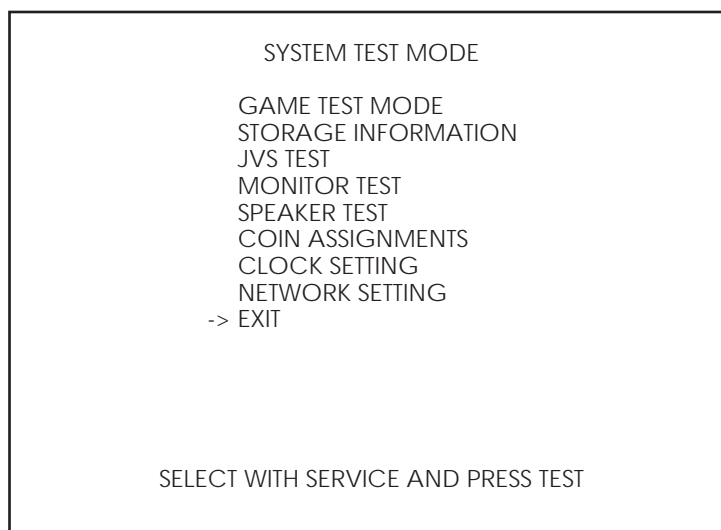 SYSTEM TEST MODE
GAME TEST MODE
STORAGE INFORMATION
JVS TEST
MONITOR TEST
SPEAKER TEST
COIN ASSIGNMENTS
CLOCK SETTING
NETWORK SETTING
-> EXIT
SELECT WITH SERVICE AND PRESS TEST